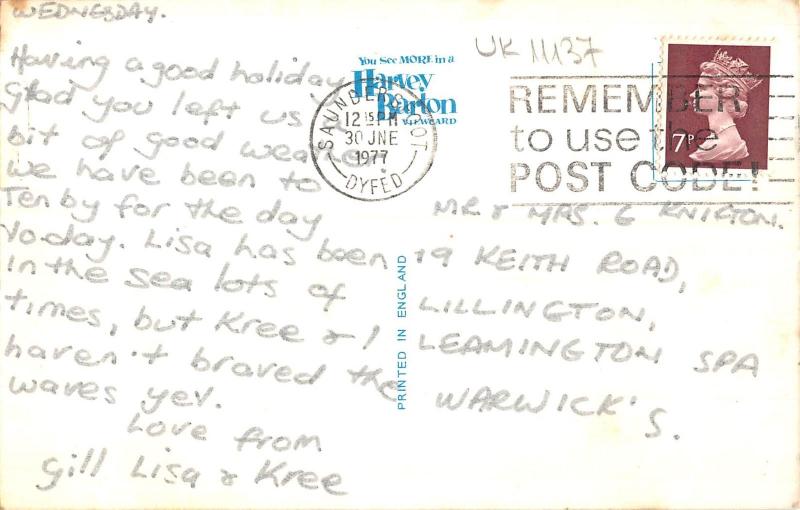 WEDNESDAY.
Having a good holiday
Glad you left us a
bit of good weather.
we have been to
Tenby for the day
today. Lisa has been
in the sea lots of
times, but Kree & I
haven't braved the
waves yet.
Love from
Gill Lisa & Kree
You See MORE in a
Harvey
Barton
VIEWCARD
SAUNDERSFOOT
12 15 PM
30 JNE
1977
DYFED
UK 11137
REMEMBER
to use the
POST CODE!
7P
PRINTED IN ENGLAND
MR & MRS. G KNIRTON.
19 KEITH ROAD,
LILLINGTON,
LEAMINGTON SPA
WARWICK'S.